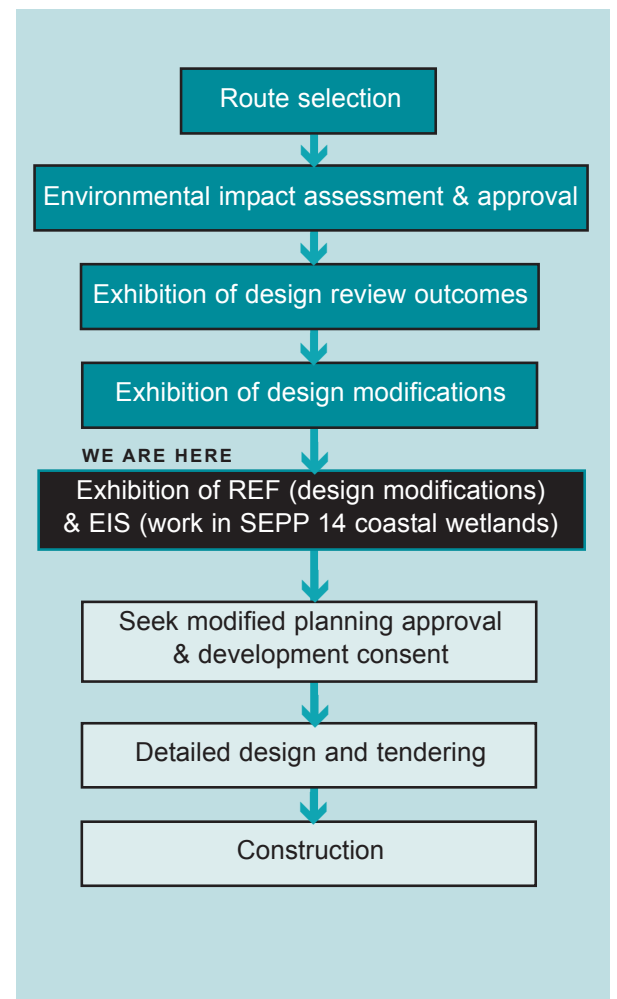 Route selection
Environmental impact assessment & approval
Exhibition of design review outcomes
Exhibition of design modifications
WE ARE HERE
Exhibition of REF (design modifications)
& EIS (work in SEPP 14 coastal wetlands)
Seek modified planning approval
& development consent
Detailed design and tendering
Construction